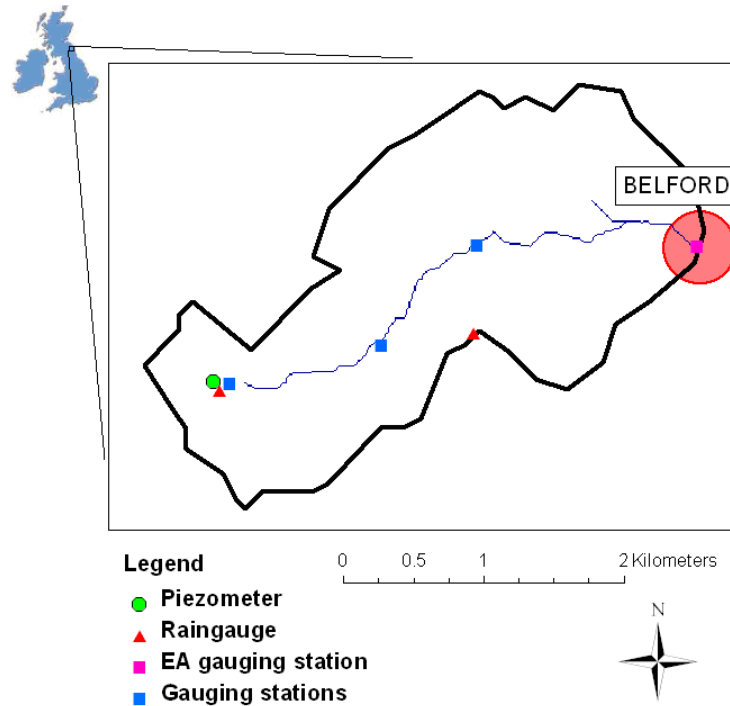 BELFORD
Legend
0 0.5 1 2 Kilometers
Piezometer
Raingauge
EA gauging station
Gauging stations
N